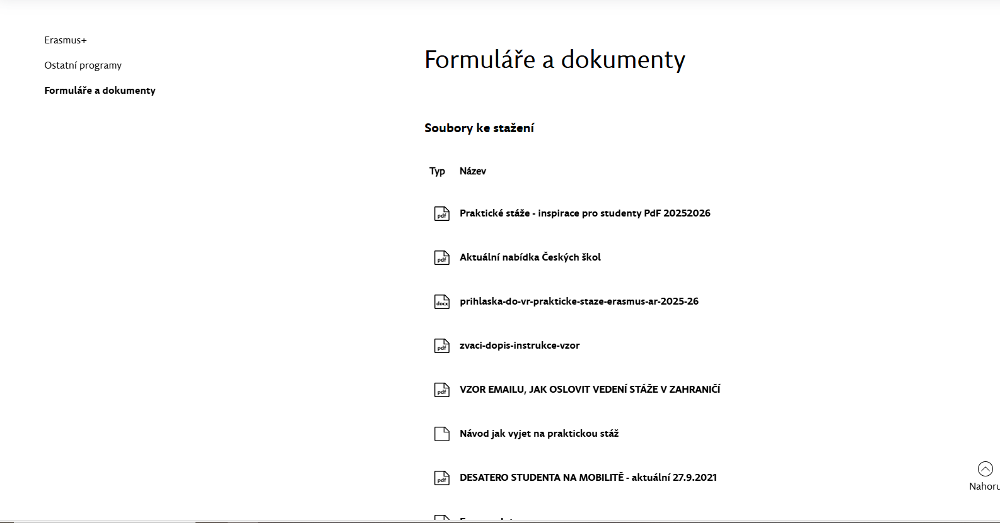 Erasmus+
Ostatní programy
Formuláře a dokumenty
Formuláře a dokumenty
Soubory ke stažení
Typ Název
pdf Praktické stáže - inspirace pro studenty PdF 20252026
pdf Aktuální nabídka Českých škol
docx prihlaska-do-vr-prakticke-staze-erasmus-ar-2025-26
pdf zvaci-dopis-instrukce-vzor
pdf VZOR EMAILU, JAK OSLOVIT VEDENÍ STÁŽE V ZAHRANIČÍ
Návod jak vyjet na praktickou stáž
pdf DESATERO STUDENTA NA MOBILITĚ - aktuální 27.9.2021
Nahoru